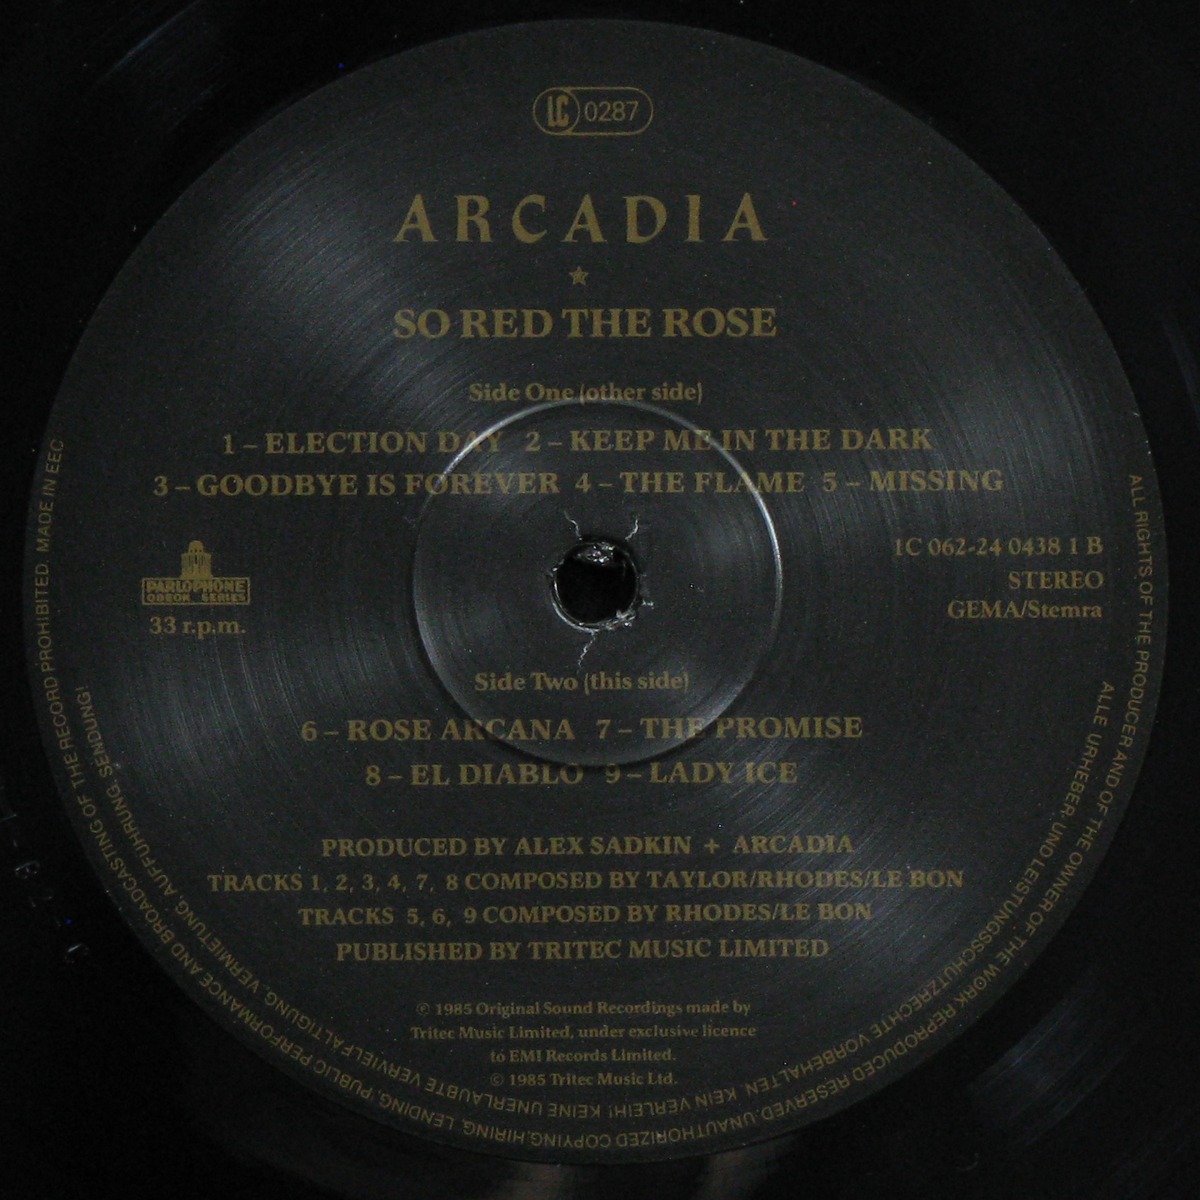 LC 0287
ARCADIA
SO RED THE ROSE
Side One (other side)
1 – ELECTION DAY 2 – KEEP ME IN THE DARK
3 – GOODBYE IS FOREVER 4 – THE FLAME 5 – MISSING
PARLOPHONE
ODEON SERIES
33 r.p.m.
1C 062-24 0438 1 B
STEREO
GEMA/Stemra
Side Two (this side)
6 – ROSE ARCANA 7 – THE PROMISE
8 – EL DIABLO 9 – LADY ICE
PRODUCED BY ALEX SADKIN + ARCADIA
TRACKS 1, 2, 3, 4, 7, 8 COMPOSED BY TAYLOR/RHODES/LE BON
TRACKS 5, 6, 9 COMPOSED BY RHODES/LE BON
PUBLISHED BY TRITEC MUSIC LIMITED
℗ 1985 Original Sound Recordings made by
Tritec Music Limited, under exclusive licence
to EMI Records Limited.
© 1985 Tritec Music Ltd.
ALL RIGHTS OF THE PRODUCER AND OF THE OWNER OF THE WORK REPRODUCED RESERVED. UNAUTHORIZED COPYING, HIRING, LENDING, PUBLIC PERFORMANCE AND BROADCASTING OF THE RECORD PROHIBITED. MADE IN EEC
ALLE URHEBER- UND LEISTUNGSSCHUTZRECHTE VORBEHALTEN KEIN VERLEIH! KEINE UNERLAUBTE VERVIELFÄLTIGUNG, VERMIETUNG, AUFFÜHRUNG, SENDUNG!